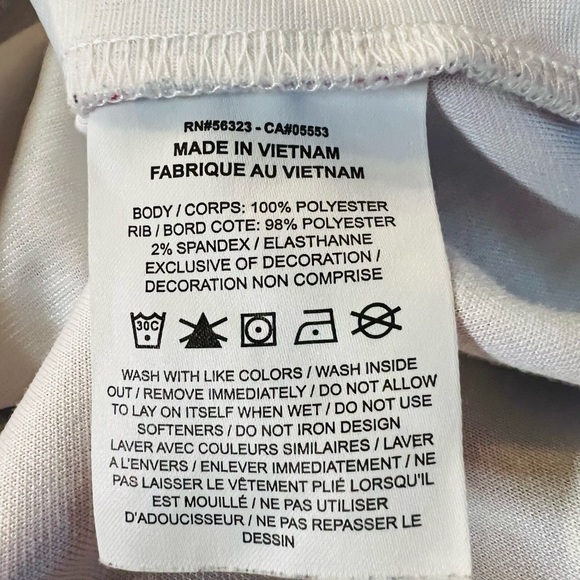 RN#56323 - CA#05553
MADE IN VIETNAM
FABRIQUE AU VIETNAM
BODY / CORPS: 100% POLYESTER
RIB / BORD COTE: 98% POLYESTER
2% SPANDEX / ELASTHANNE
EXCLUSIVE OF DECORATION /
DECORATION NON COMPRISE
30C
WASH WITH LIKE COLORS / WASH INSIDE
OUT / REMOVE IMMEDIATELY / DO NOT ALLOW
TO LAY ON ITSELF WHEN WET / DO NOT USE
SOFTENERS / DO NOT IRON DESIGN
LAVER AVEC COULEURS SIMILAIRES / LAVER
A L'ENVERS / ENLEVER IMMEDIATEMENT / NE
PAS LAISSER LE VÊTEMENT PLIÉ LORSQU'IL
EST MOUILLÉ / NE PAS UTILISER
D'ADOUCISSEUR / NE PAS REPASSER LE
DESSIN